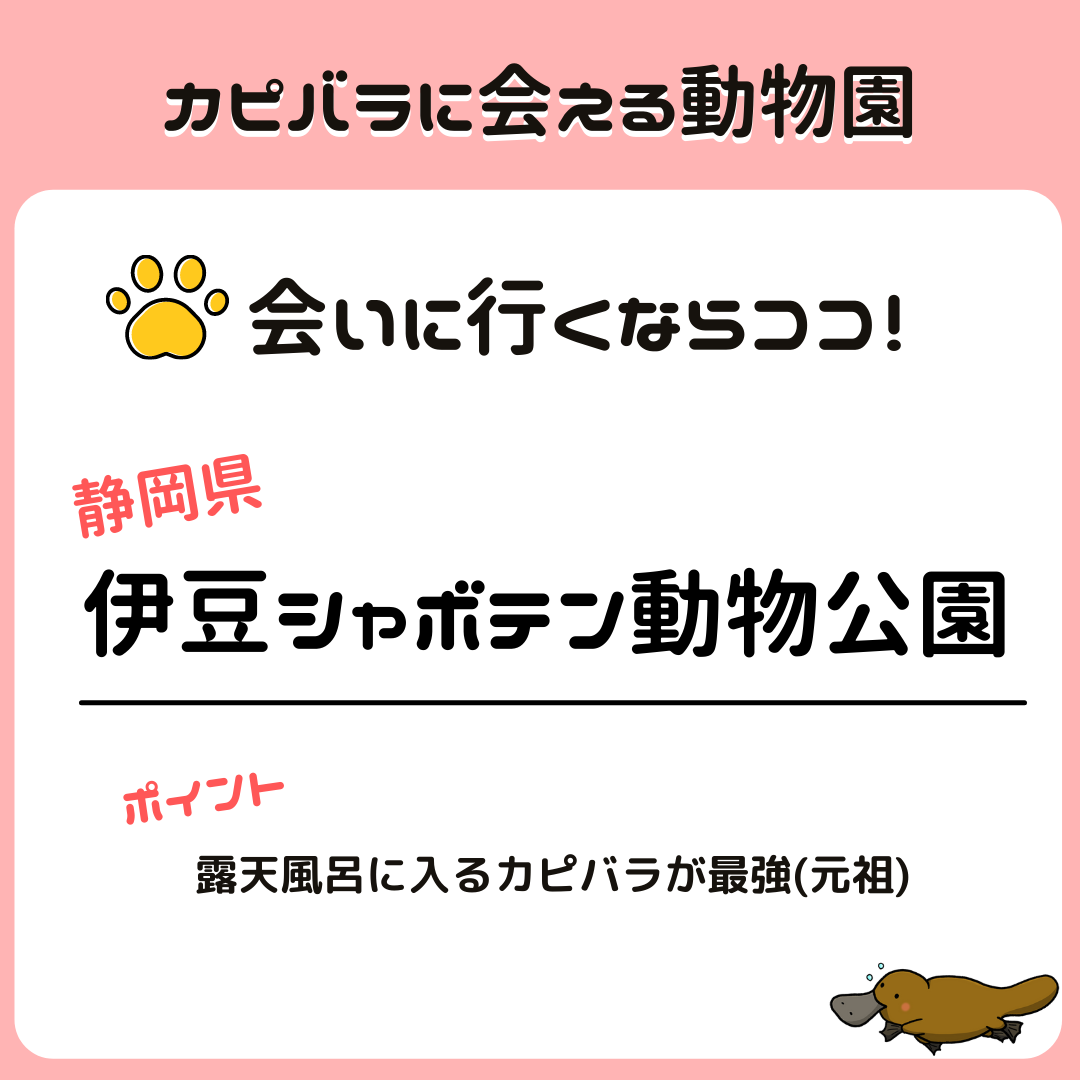 カピバラに会える動物園
会いに行くならココ!
静岡県
伊豆シャボテン動物公園
ポイント
露天風呂に入るカピバラが最強(元祖)